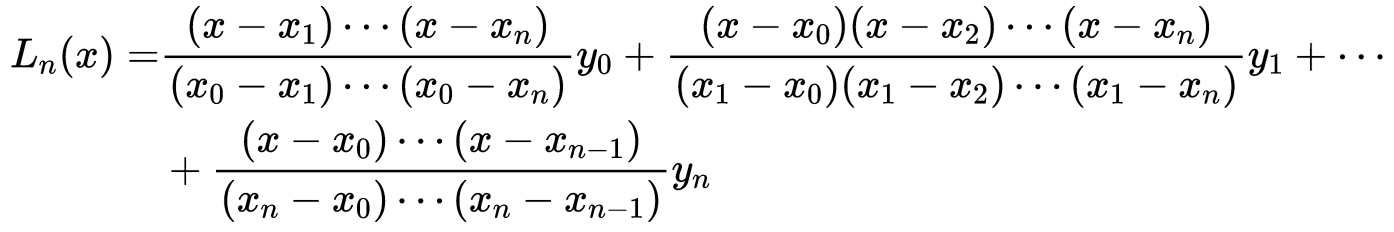 L_n(x) = \frac{(x - x_1) \cdots (x - x_n)}{(x_0 - x_1) \cdots (x_0 - x_n)} y_0 + \frac{(x - x_0)(x - x_2) \cdots (x - x_n)}{(x_1 - x_0)(x_1 - x_2) \cdots (x_1 - x_n)} y_1 + \cdots
+ \frac{(x - x_0) \cdots (x - x_{n-1})}{(x_n - x_0) \cdots (x_n - x_{n-1})} y_n